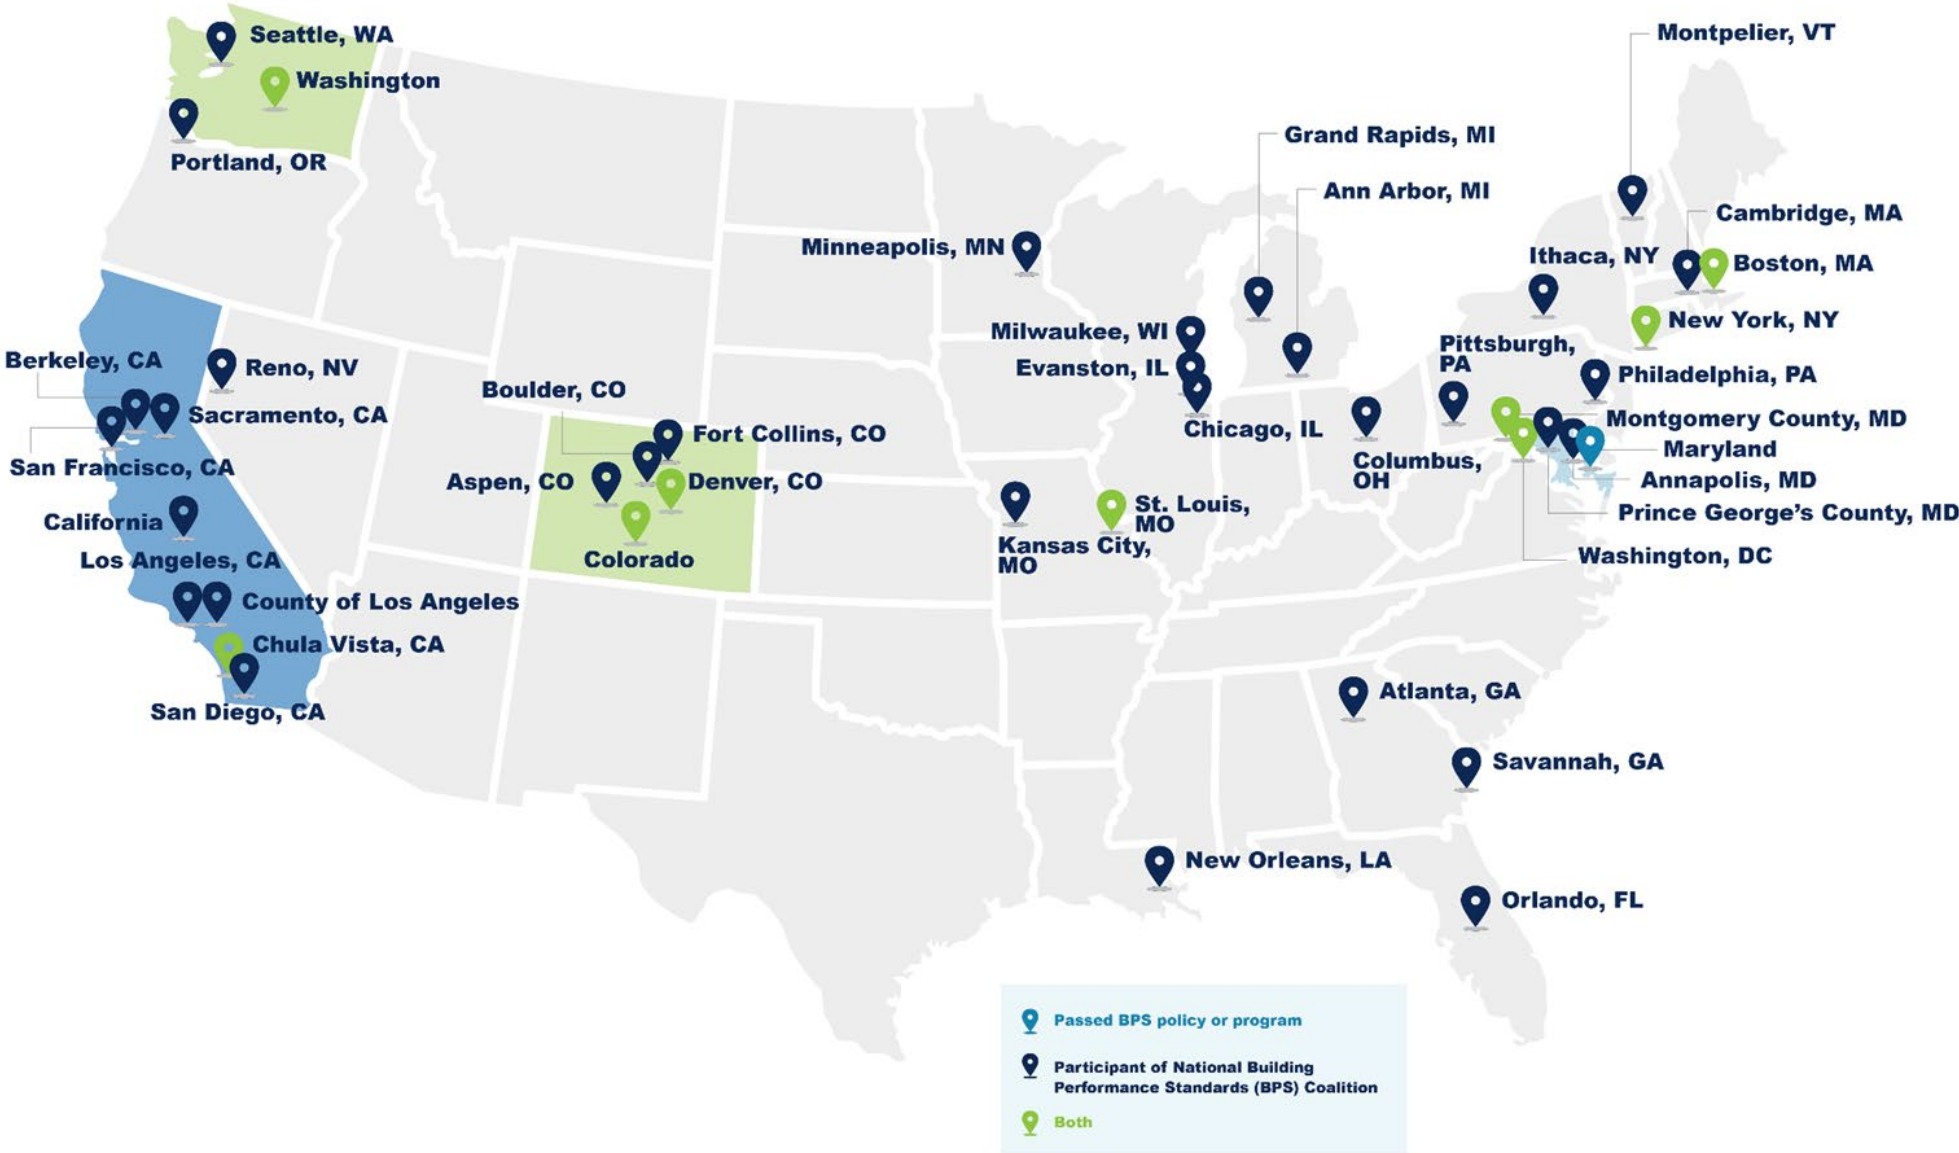 Seattle, WA
Washington
Portland, OR
Berkeley, CA
Reno, NV
Sacramento, CA
San Francisco, CA
California
Los Angeles, CA
County of Los Angeles
Chula Vista, CA
San Diego, CA
Boulder, CO
Fort Collins, CO
Aspen, CO
Denver, CO
Colorado
Minneapolis, MN
Milwaukee, WI
Evanston, IL
Chicago, IL
Kansas City,
MO
St. Louis,
MO
Grand Rapids, MI
Ann Arbor, MI
Columbus,
OH
Montpelier, VT
Cambridge, MA
Ithaca, NY
Boston, MA
New York, NY
Pittsburgh,
PA
Philadelphia, PA
Montgomery County, MD
Maryland
Annapolis, MD
Prince George’s County, MD
Washington, DC
Atlanta, GA
Savannah, GA
New Orleans, LA
Orlando, FL
Passed BPS policy or program
Participant of National Building
Performance Standards (BPS) Coalition
Both